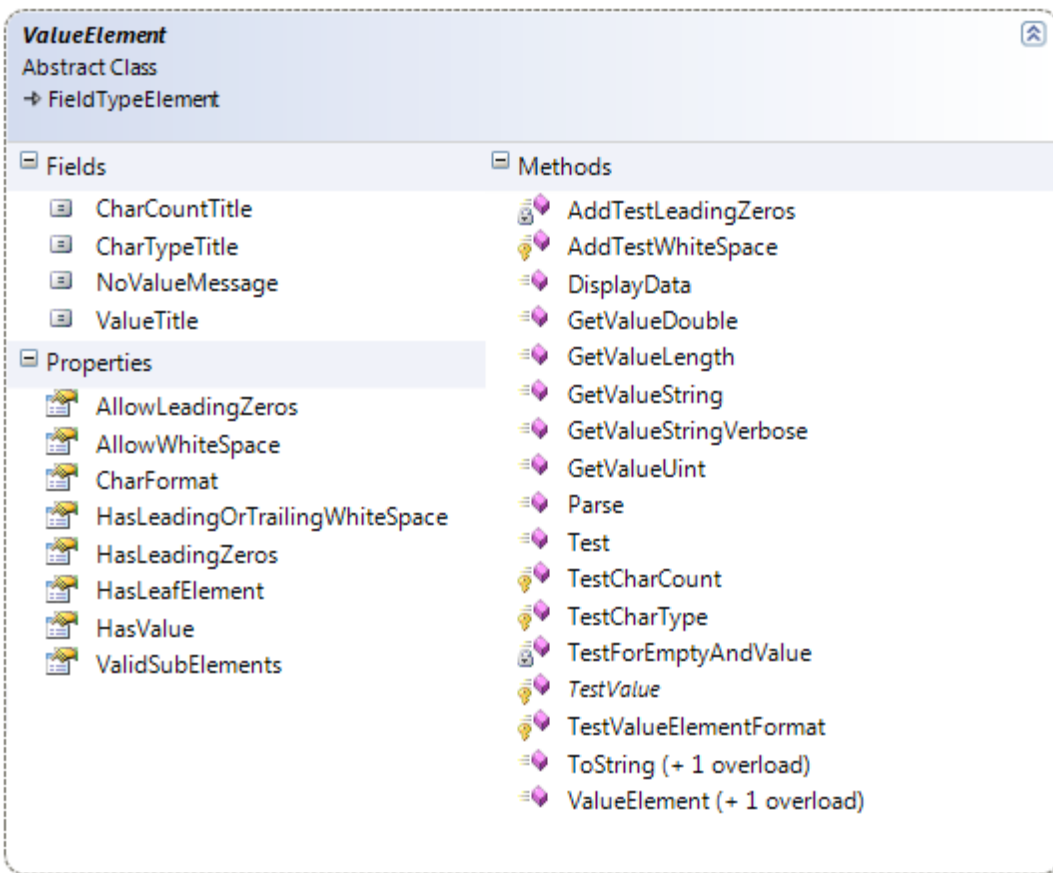 ValueElement
Abstract Class
FieldTypeElement
Fields
CharCountTitle
CharTypeTitle
NoValueMessage
ValueTitle
Properties
AllowLeadingZeros
AllowWhiteSpace
CharFormat
HasLeadingOrTrailingWhiteSpace
HasLeadingZeros
HasLeafElement
HasValue
ValidSubElements
Methods
AddTestLeadingZeros
AddTestWhiteSpace
DisplayData
GetValueDouble
GetValueLength
GetValueString
GetValueStringVerbose
GetValueUint
Parse
Test
TestCharCount
TestCharType
TestForEmptyAndValue
TestValue
TestValueElementFormat
ToString (+ 1 overload)
ValueElement (+ 1 overload)